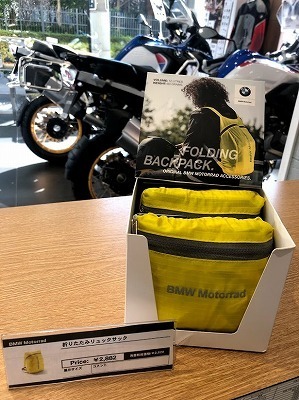 BMW
FOLDING
BACKPACK.
ORIGINAL BMW MOTORRAD ACCESSORIES.
BMW Motorrad
BMW Motorrad
折りたたみリュックサック
Price: ￥2,862